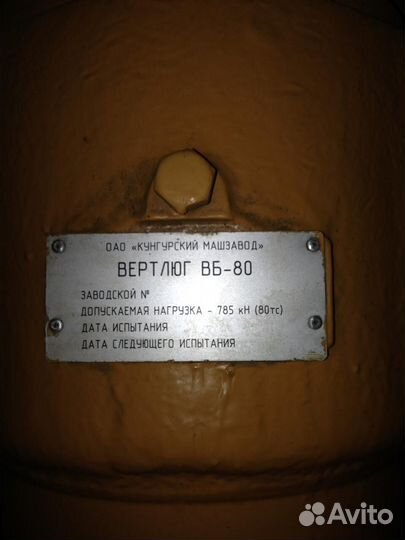 ОАО «КУНГУРСКИЙ МАШЗАВОД»
ВЕРТЛЮГ ВБ-80
ЗАВОДСКОЙ №
ДОПУСКАЕМАЯ НАГРУЗКА - 785 кН (80тс)
ДАТА ИСПЫТАНИЯ
ДАТА СЛЕДУЮЩЕГО ИСПЫТАНИЯ
Avito